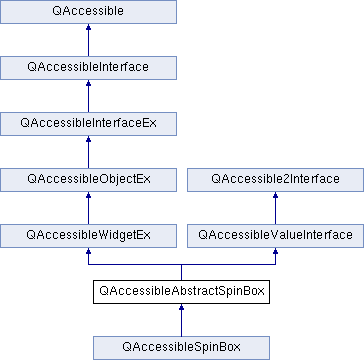 QAccessible
QAccessibleInterface
QAccessibleInterfaceEx
QAccessibleObjectEx
QAccessible2Interface
QAccessibleWidgetEx
QAccessibleValueInterface
QAccessibleAbstractSpinBox
QAccessibleSpinBox